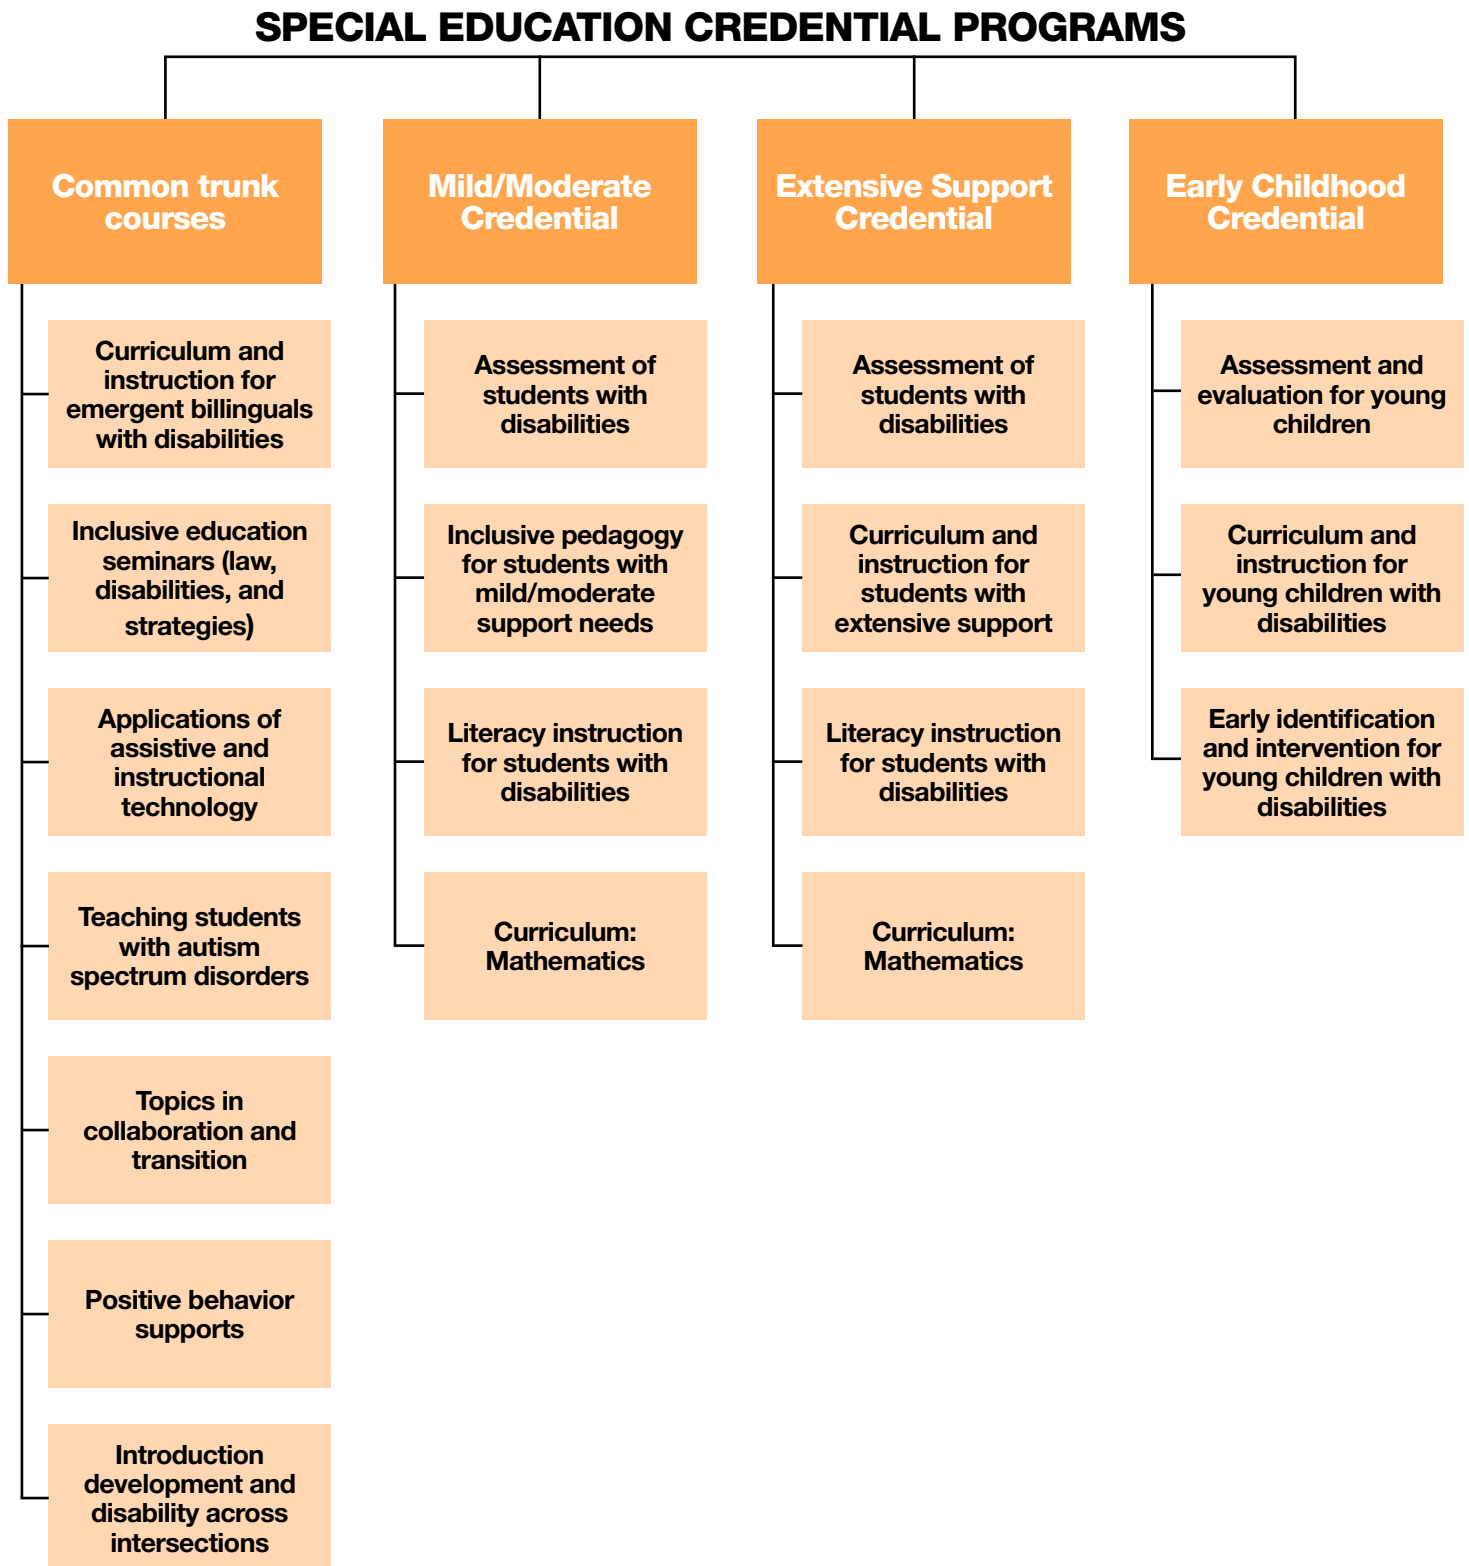 SPECIAL EDUCATION CREDENTIAL PROGRAMS
Common trunk
courses
Curriculum and
instruction for
emergent billinguals
with disabilities
Inclusive education
seminars (law,
disabilities, and
strategies)
Applications of
assistive and
instructional
technology
Teaching students
with autism
spectrum disorders
Topics in
collaboration and
transition
Positive behavior
supports
Introduction
development and
disability across
intersections
Mild/Moderate
Credential
Assessment of
students with
disabilities
Inclusive pedagogy
for students with
mild/moderate
support needs
Literacy instruction
for students with
disabilities
Curriculum:
Mathematics
Extensive Support
Credential
Assessment of
students with
disabilities
Curriculum and
instruction for
students with
extensive support
Literacy instruction
for students with
disabilities
Curriculum:
Mathematics
Early Childhood
Credential
Assessment and
evaluation for young
children
Curriculum and
instruction for
young children with
disabilities
Early identification
and intervention for
young children with
disabilities